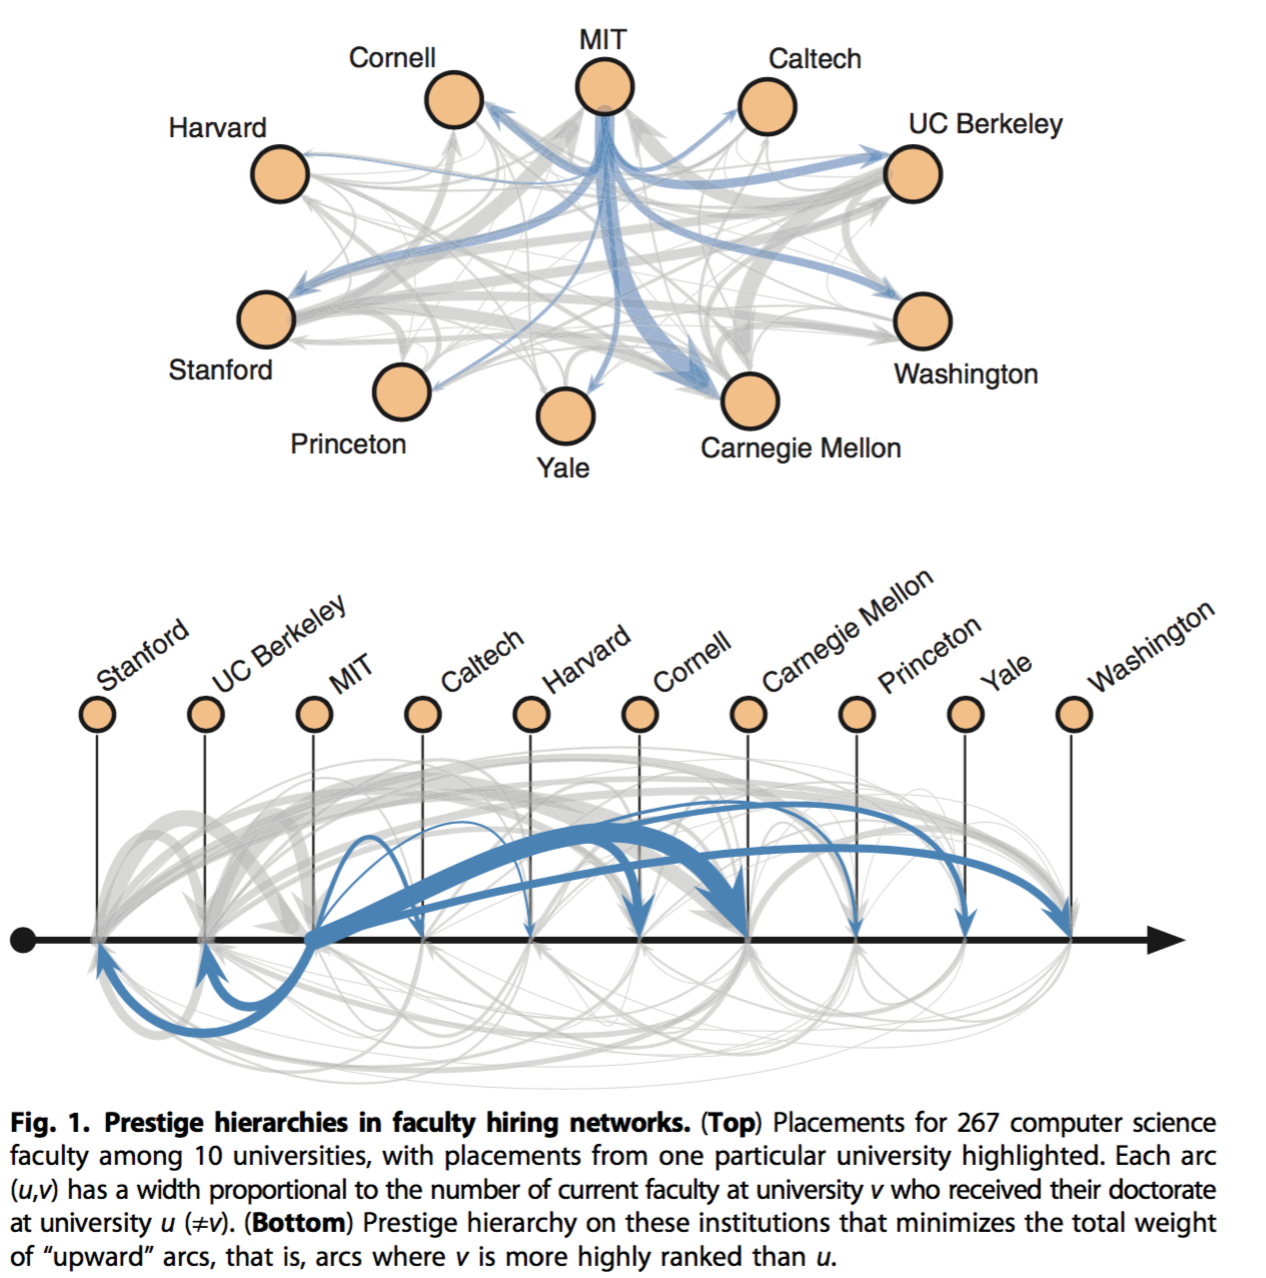 MIT
Cornell
Caltech
Harvard
UC Berkeley
Stanford
Washington
Princeton
Carnegie Mellon
Yale
Stanford
UC Berkeley
MIT
Caltech
Harvard
Cornell
Carnegie Mellon
Princeton
Yale
Washington
Fig. 1. Prestige hierarchies in faculty hiring networks. (Top) Placements for 267 computer science
faculty among 10 universities, with placements from one particular university highlighted. Each arc
(u,v) has a width proportional to the number of current faculty at university v who received their doctorate
at university u (≠v). (Bottom) Prestige hierarchy on these institutions that minimizes the total weight
of “upward” arcs, that is, arcs where v is more highly ranked than u.